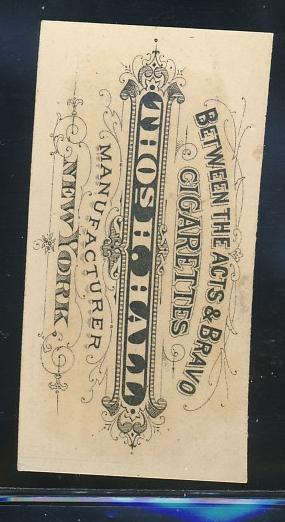 BETWEEN THE ACTS & BRAVO
CIGARETTES
THOS. H. HALL
MANUFACTURER
NEW YORK